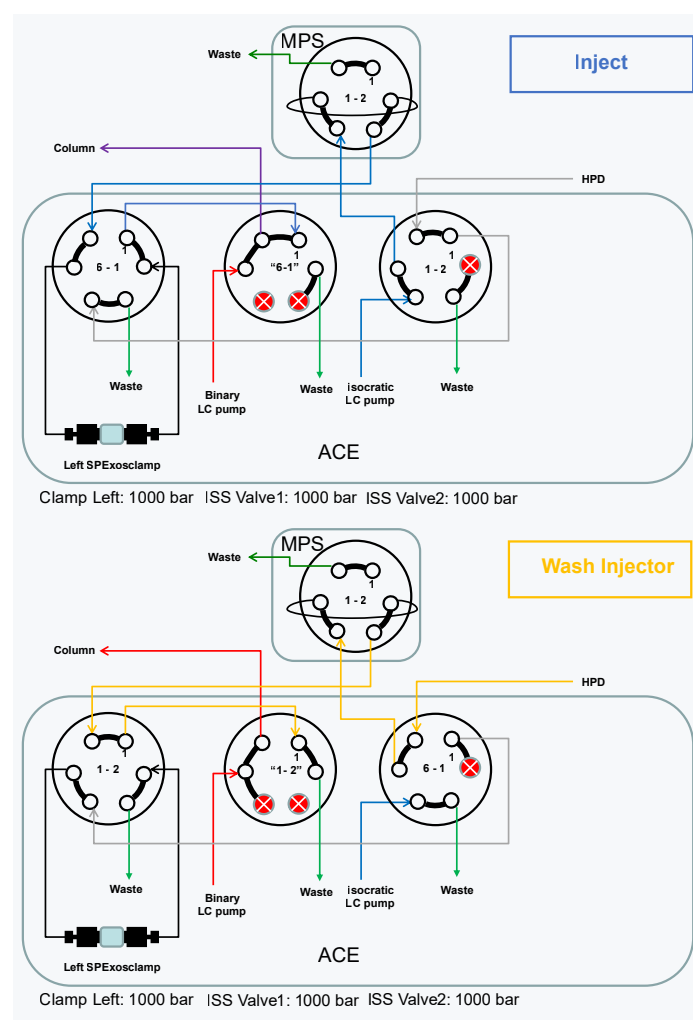 MPS
Inject
Waste
1
1 - 2
Column
HPD
1
6 - 1
1
“6-1”
1
1 - 2
Waste
Binary
LC pump
Waste
isocratic
LC pump
Waste
Left SPExosclamp
ACE
Clamp Left: 1000 bar ISS Valve1: 1000 bar ISS Valve2: 1000 bar
MPS
Wash Injector
Waste
1
1 - 2
Column
HPD
1
1 - 2
1
“1- 2”
1
6 - 1
Waste
Binary
LC pump
Waste
isocratic
LC pump
Waste
Left SPExosclamp
ACE
Clamp Left: 1000 bar ISS Valve1: 1000 bar ISS Valve2: 1000 bar